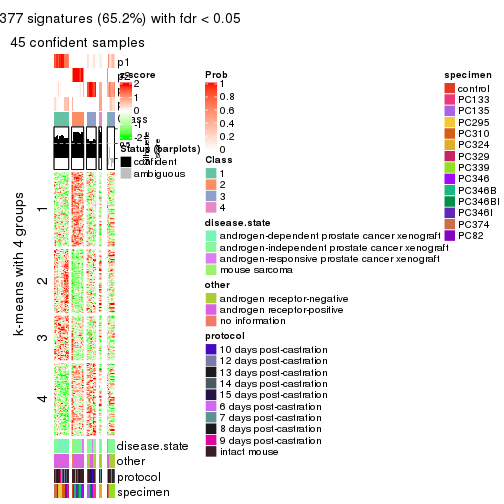 377 signatures (65.2%) with fdr < 0.05
45 confident samples
p1
Class
z-score
2
1
-1
-2
Status (barplots)
confident
ambiguous
k-means with 4 groups
1
2
3
4
disease.state
other
protocol
specimen
Prob
1
0.8
0.6
0.4
0.2
0
Class
1
2
3
4
disease.state
androgen-dependent prostate cancer xenograft
androgen-independent prostate cancer xenograft
androgen-responsive prostate cancer xenograft
mouse sarcoma
other
androgen receptor-negative
androgen receptor-positive
no information
protocol
10 days post-castration
12 days post-castration
13 days post-castration
14 days post-castration
15 days post-castration
6 days post-castration
7 days post-castration
8 days post-castration
9 days post-castration
intact mouse
specimen
control
PC133
PC135
PC295
PC310
PC324
PC329
PC339
PC346
PC346B
PC346BI
PC346I
PC374
PC82